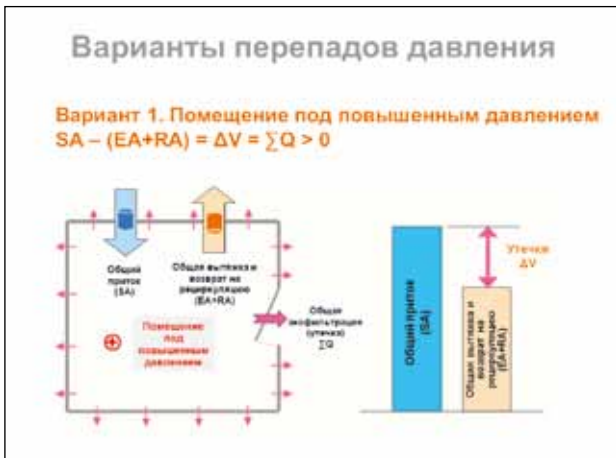 Варианты перепадов давления
Вариант 1. Помещение под повышенным давлением
SA – (EA+RA) = ΔV = ∑Q > 0
Общий
приток
(SA)
Общая вытяжка и
возврат на
рециркуляцию
(EA+RA)
Общая
эксфильтрация
(утечка)
∑Q
Помещение
под
повышенным
давлением
Общий приток
(SA)
Общая вытяжка и
возврат на
рециркуляцию
(EA+RA)
Утечка
ΔV